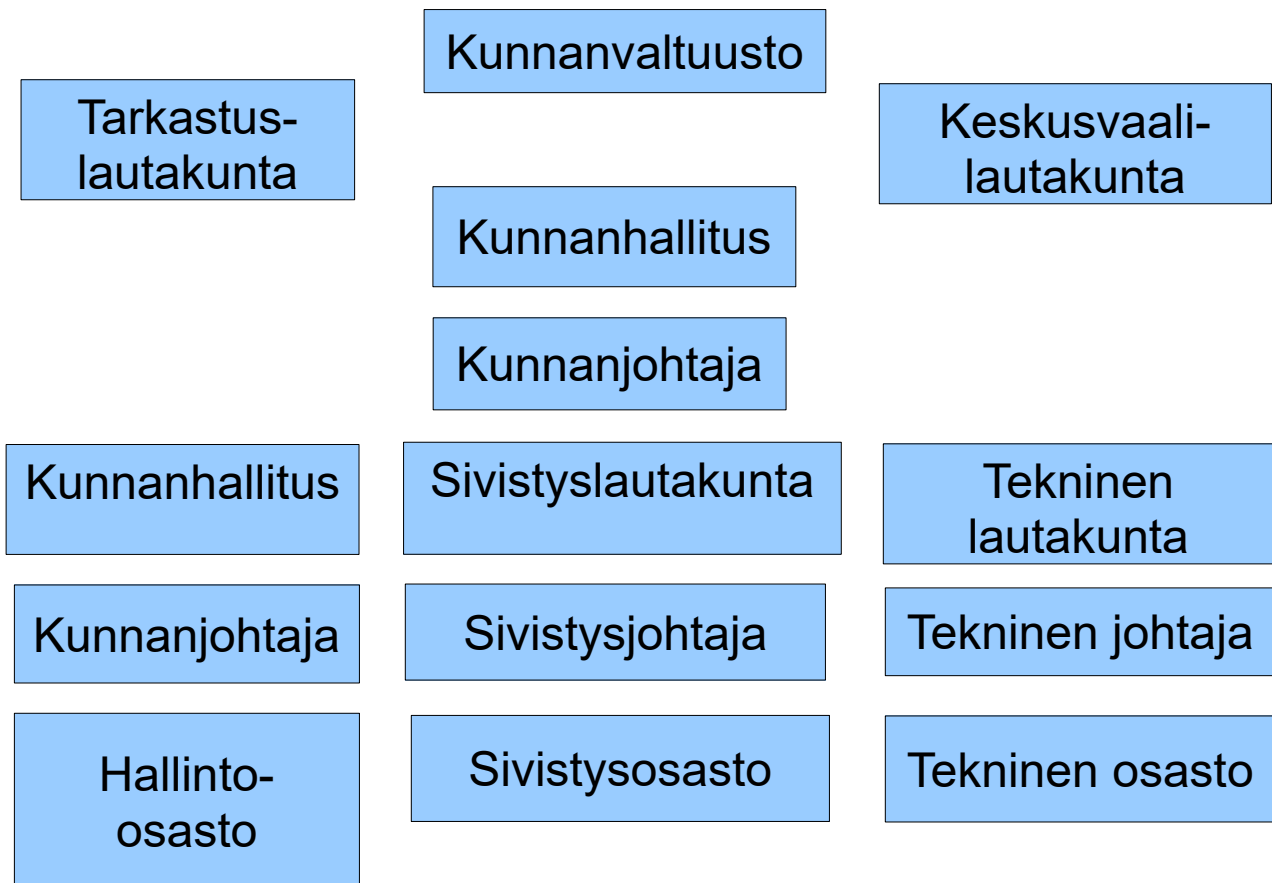 Kunnanvaltuusto
Tarkastus-
lautakunta
Keskusvaali-
lautakunta
Kunnanhallitus
Kunnanjohtaja
Kunnanhallitus
Sivistyslautakunta
Tekninen
lautakunta
Kunnanjohtaja
Sivistysjohtaja
Tekninen johtaja
Hallinto-
osasto
Sivistysosasto
Tekninen osasto